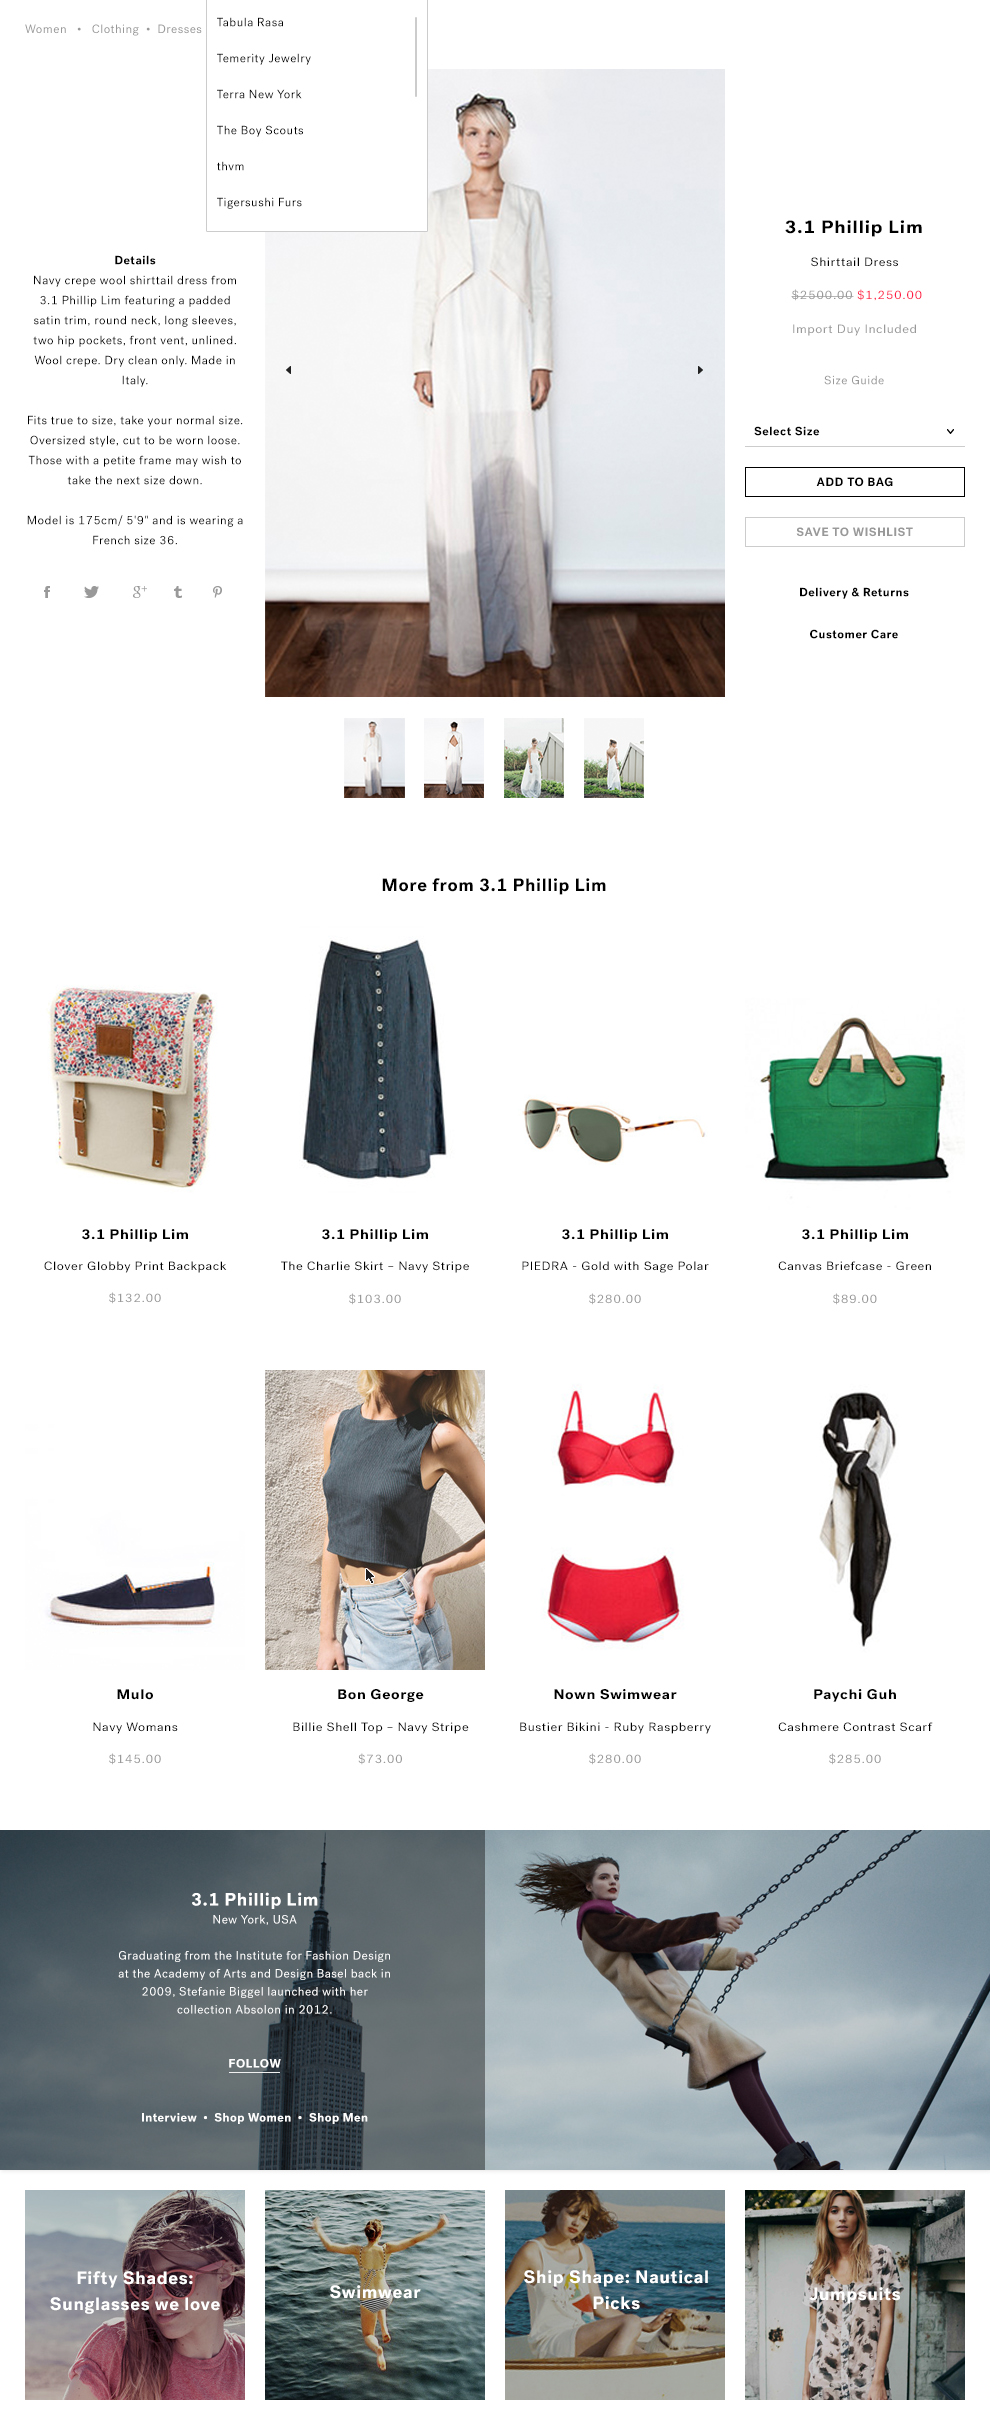 Women • Clothing • Dresses
Tabula Rasa
Temerity Jewelry
Terra New York
The Boy Scouts
thvm
Tigersushi Furs
Details
Navy crepe wool shirttail dress from
3.1 Phillip Lim featuring a padded
satin trim, round neck, long sleeves,
two hip pockets, front vent, unlined.
Wool crepe. Dry clean only. Made in
Italy.
Fits true to size, take your normal size.
Oversized style, cut to be worn loose.
Those with a petite frame may wish to
take the next size down.
Model is 175cm/ 5'9" and is wearing a
French size 36.
3.1 Phillip Lim
Shirttail Dress
$2500.00 $1,250.00
Import Duy Included
Size Guide
Select Size
ADD TO BAG
SAVE TO WISHLIST
Delivery & Returns
Customer Care
More from 3.1 Phillip Lim
3.1 Phillip Lim
Clover Globby Print Backpack
$132.00
3.1 Phillip Lim
The Charlie Skirt – Navy Stripe
$103.00
3.1 Phillip Lim
PIEDRA - Gold with Sage Polar
$280.00
3.1 Phillip Lim
Canvas Briefcase - Green
$89.00
Mulo
Navy Womans
$145.00
Bon George
Billie Shell Top – Navy Stripe
$73.00
Nown Swimwear
Bustier Bikini - Ruby Raspberry
$280.00
Paychi Guh
Cashmere Contrast Scarf
$285.00
3.1 Phillip Lim
New York, USA
Graduating from the Institute for Fashion Design
at the Academy of Arts and Design Basel back in
2009, Stefanie Biggel launched with her
collection Absolon in 2012.
FOLLOW
Interview • Shop Women • Shop Men
Fifty Shades:
Sunglasses we love
Swimwear
Ship Shape: Nautical
Picks
Jumpsuits